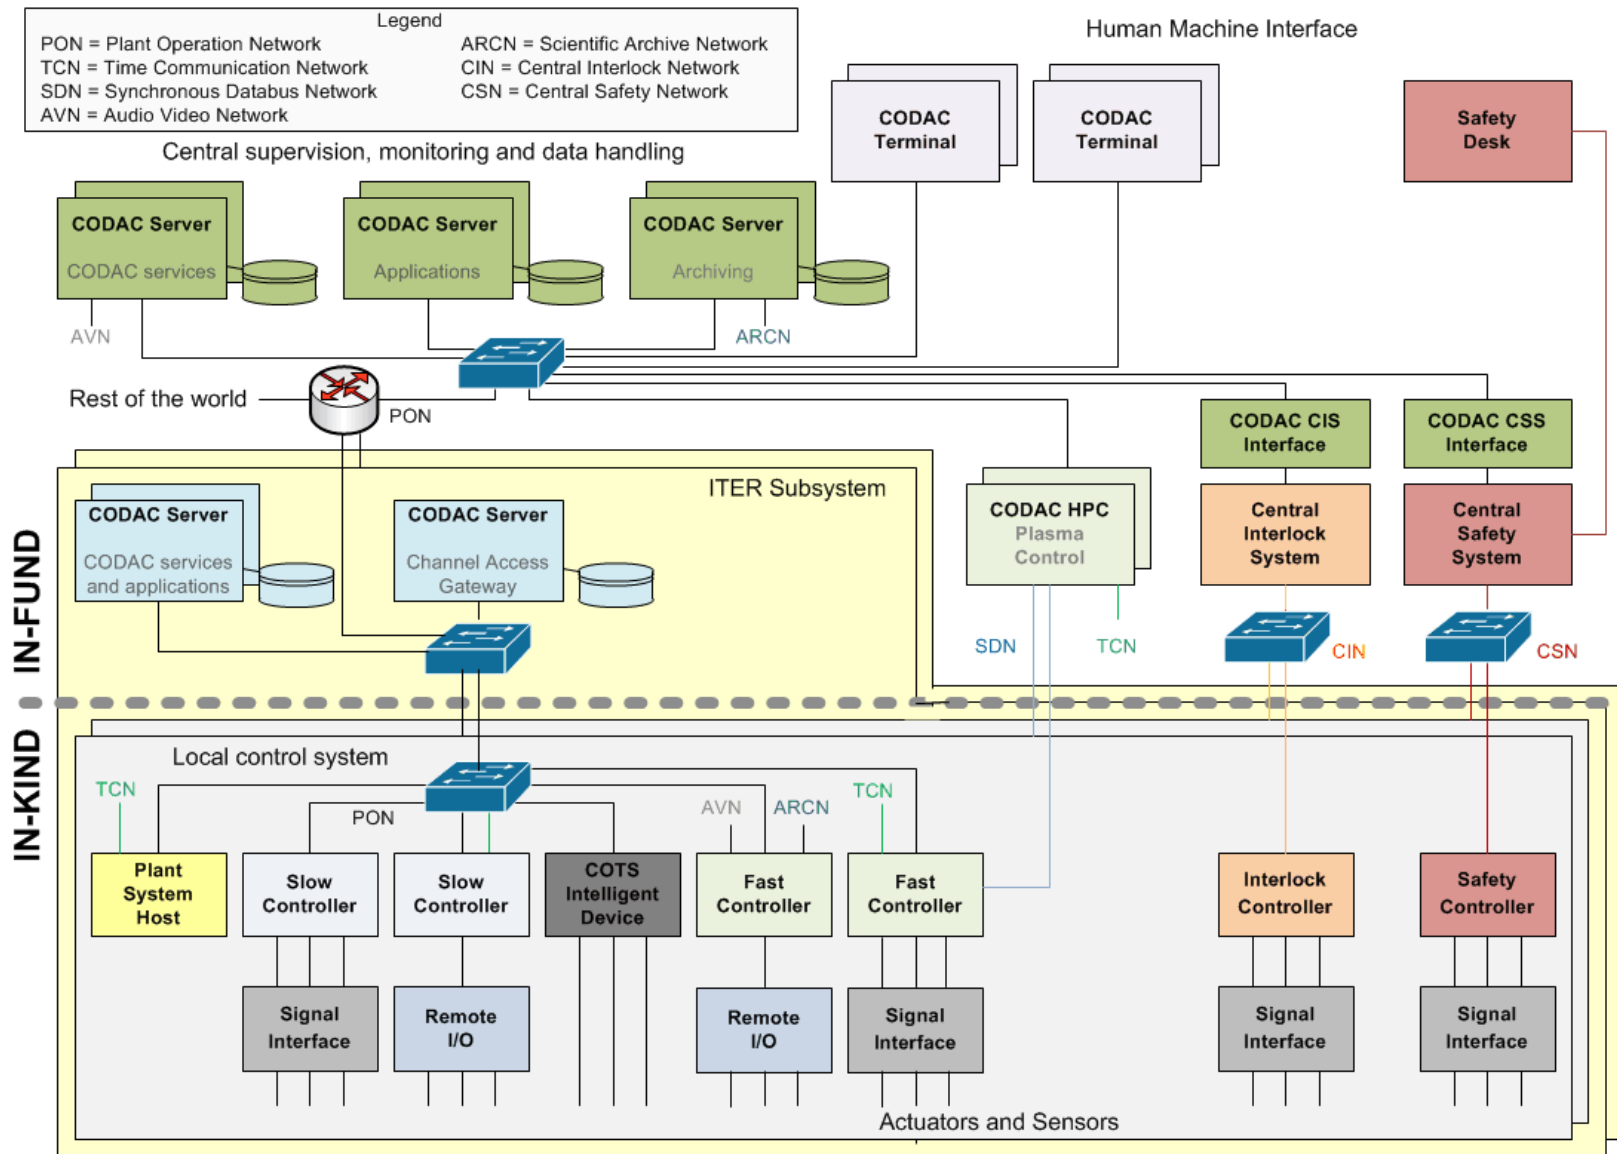 Legend
PON = Plant Operation Network
TCN = Time Communication Network
SDN = Synchronous Databus Network
AVN = Audio Video Network
ARCN = Scientific Archive Network
CIN = Central Interlock Network
CSN = Central Safety Network
Human Machine Interface
CODAC
Terminal
CODAC
Terminal
Safety
Desk
Central supervision, monitoring and data handling
CODAC Server
CODAC services
CODAC Server
Applications
CODAC Server
Archiving
AVN
ARCN
Rest of the world
PON
CODAC CIS
Interface
CODAC CSS
Interface
ITER Subsystem
CODAC Server
CODAC services
and applications
CODAC Server
Channel Access
Gateway
CODAC HPC
Plasma
Control
Central
Interlock
System
Central
Safety
System
SDN
TCN
CIN
CSN
IN-FUND
IN-KIND
Local control system
TCN
PON
AVN
ARCN
TCN
Plant
System
Host
Slow
Controller
Slow
Controller
COTS
Intelligent
Device
Fast
Controller
Fast
Controller
Interlock
Controller
Safety
Controller
Signal
Interface
Remote
I/O
Remote
I/O
Signal
Interface
Signal
Interface
Signal
Interface
Actuators and Sensors